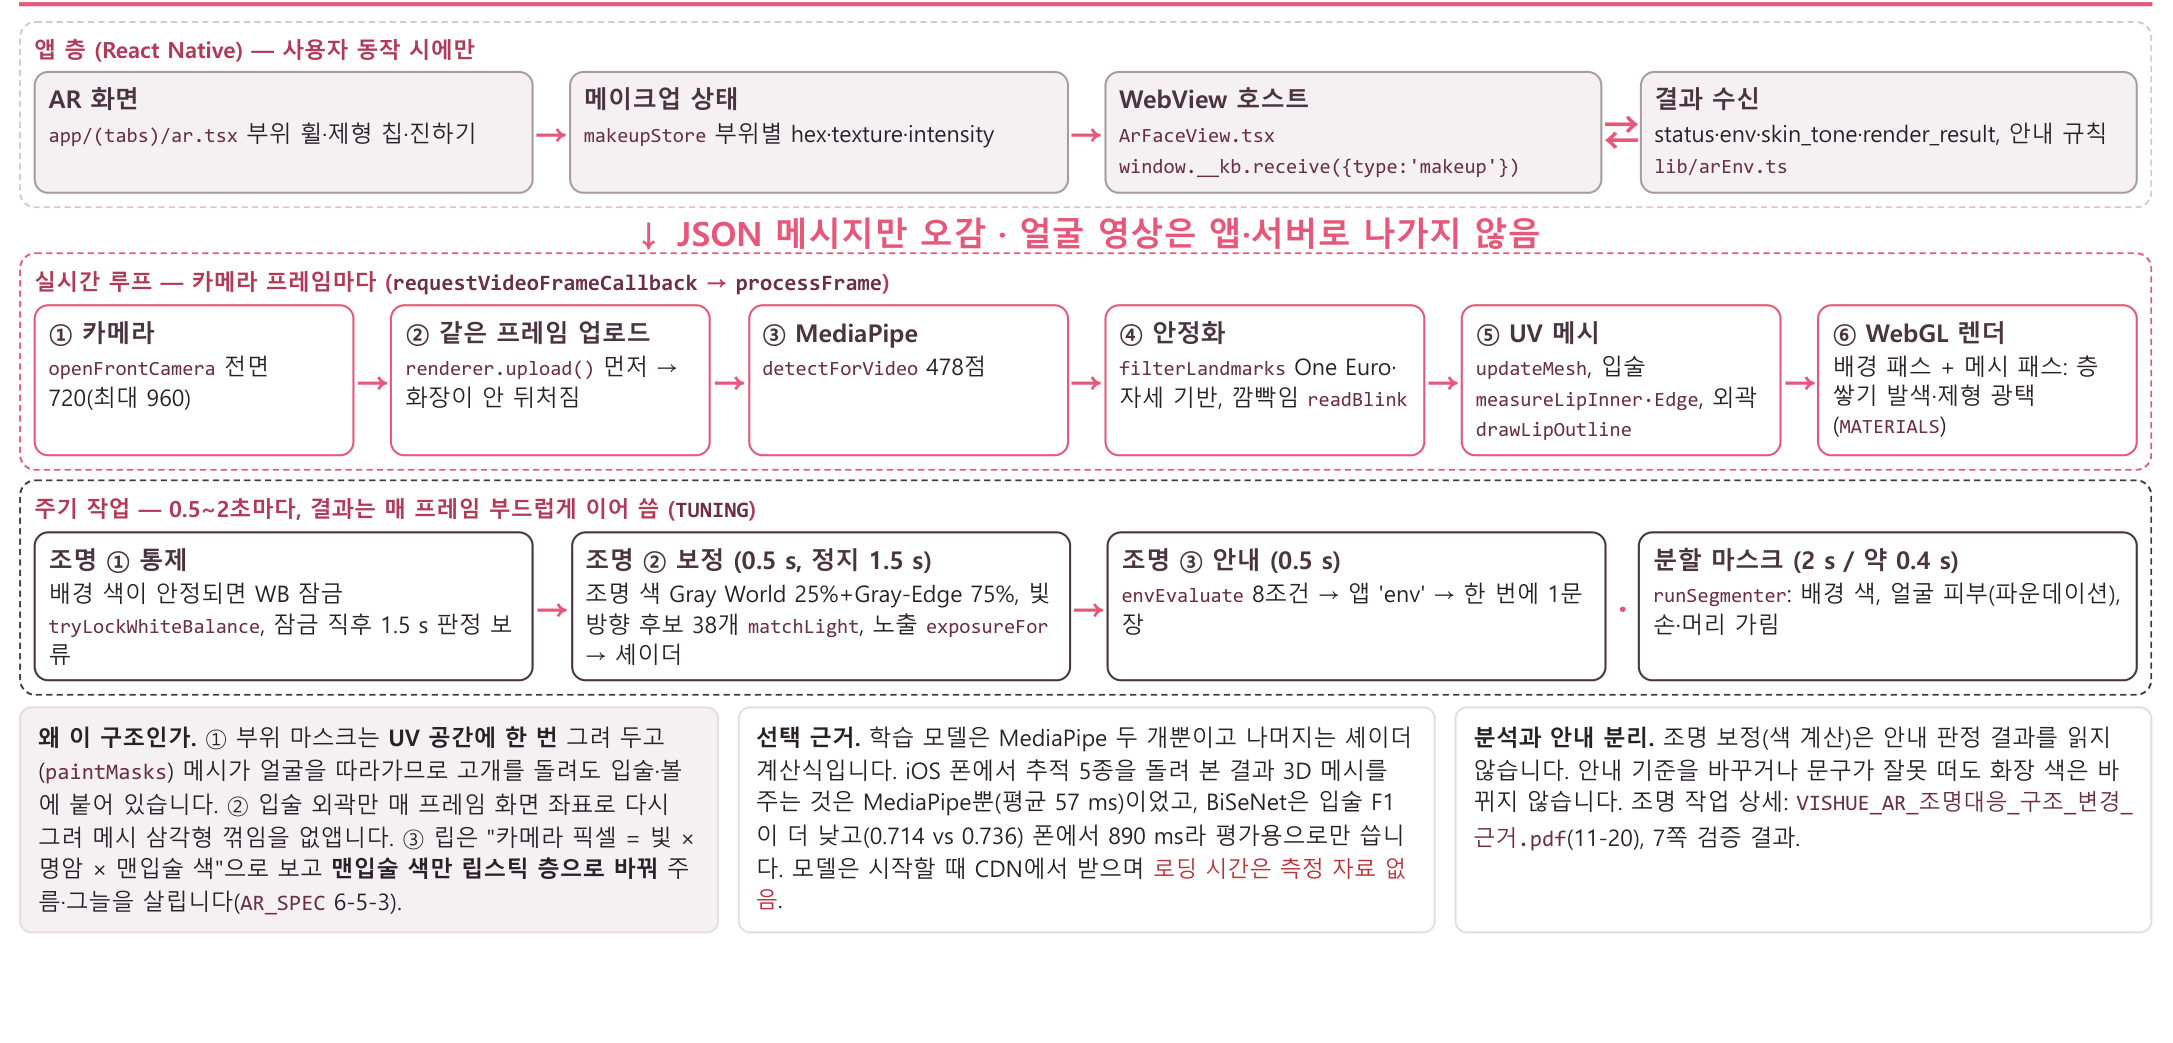 앱 층 (React Native) — 사용자 동작 시에만
AR 화면
app/(tabs)/ar.tsx 부위 휠·제형 칩·진하기
→
메이크업 상태
makeupStore 부위별 hex·texture·intensity
→
WebView 호스트
ArFaceView.tsx
window.__kb.receive({type:'makeup'})
⇄
결과 수신
status·env·skin_tone·render_result, 안내 규칙
lib/arEnv.ts
↓ JSON 메시지만 오감 · 얼굴 영상은 앱·서버로 나가지 않음
실시간 루프 — 카메라 프레임마다 (requestVideoFrameCallback → processFrame)
① 카메라
openFrontCamera 전면
720(최대 960)
→
② 같은 프레임 업로드
renderer.upload() 먼저 →
화장이 안 뒤처짐
→
③ MediaPipe
detectForVideo 478점
→
④ 안정화
filterLandmarks One Euro·
자세 기반, 깜빡임 readBlink
→
⑤ UV 메시
updateMesh, 입술
measureLipInner·Edge, 외곽
drawLipOutline
→
⑥ WebGL 렌더
배경 패스 + 메시 패스: 층
쌓기 발색·제형 광택
(MATERIALS)
주기 작업 — 0.5~2초마다, 결과는 매 프레임 부드럽게 이어 씀 (TUNING)
조명 ① 통제
배경 색이 안정되면 WB 잠금
tryLockWhiteBalance, 잠금 직후 1.5 s 판정 보
류
→
조명 ② 보정 (0.5 s, 정지 1.5 s)
조명 색 Gray World 25%+Gray-Edge 75%, 빛
방향 후보 38개 matchLight, 노출 exposureFor
→ 셰이더
→
조명 ③ 안내 (0.5 s)
envEvaluate 8조건 → 앱 'env' → 한 번에 1문
장
·
분할 마스크 (2 s / 약 0.4 s)
runSegmenter: 배경 색, 얼굴 피부(파운데이션),
손·머리 가림
왜 이 구조인가. ① 부위 마스크는 UV 공간에 한 번 그려 두고
(paintMasks) 메시가 얼굴을 따라가므로 고개를 돌려도 입술·볼
에 붙어 있습니다. ② 입술 외곽만 매 프레임 화면 좌표로 다시
그려 메시 삼각형 꺾임을 없앱니다. ③ 립은 "카메라 픽셀 = 빛 ×
명암 × 맨입술 색"으로 보고 맨입술 색만 립스틱 층으로 바꿔 주
름·그늘을 살립니다(AR_SPEC 6-5-3).
선택 근거. 학습 모델은 MediaPipe 두 개뿐이고 나머지는 셰이더
계산식입니다. iOS 폰에서 추적 5종을 돌려 본 결과 3D 메시를
주는 것은 MediaPipe뿐(평균 57 ms)이었고, BiSeNet은 입술 F1
이 더 낮고(0.714 vs 0.736) 폰에서 890 ms라 평가용으로만 씁니
다. 모델은 시작할 때 CDN에서 받으며 로딩 시간은 측정 자료 없
음.
분석과 안내 분리. 조명 보정(색 계산)은 안내 판정 결과를 읽지
않습니다. 안내 기준을 바꾸거나 문구가 잘못 떠도 화장 색은 바
뀌지 않습니다. 조명 작업 상세: VISHUE_AR_조명대응_구조_변경_
근거.pdf(11-20), 7쪽 검증 결과.